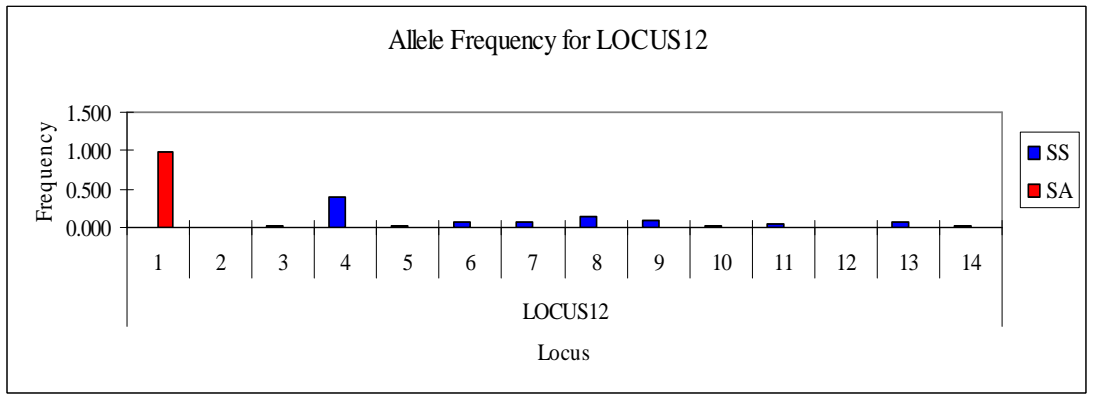 Allele Frequency for LOCUS12
Frequency
1.500
1.000
0.500
0.000
1 2 3 4 5 6 7 8 9 10 11 12 13 14
LOCUS12
Locus
SS
SA